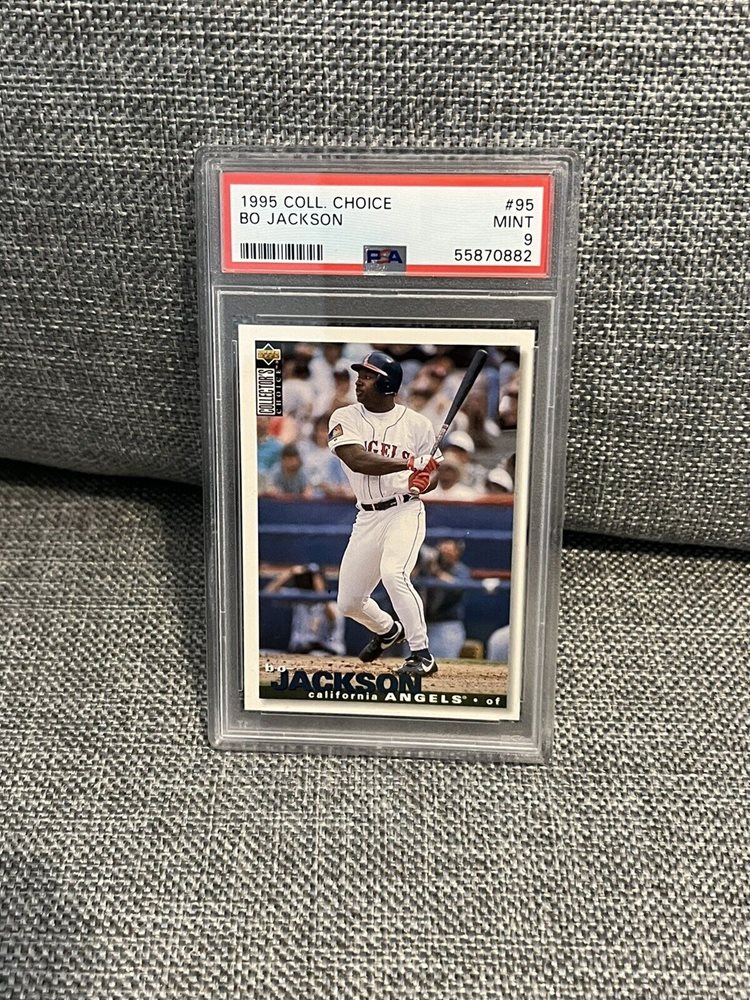 1995 COLL. CHOICE #95
BO JACKSON MINT
9
PSA 55870882
COLLECTOR'S
CHOICE
ANGELS
bo
JACKSON
california ANGELS • of